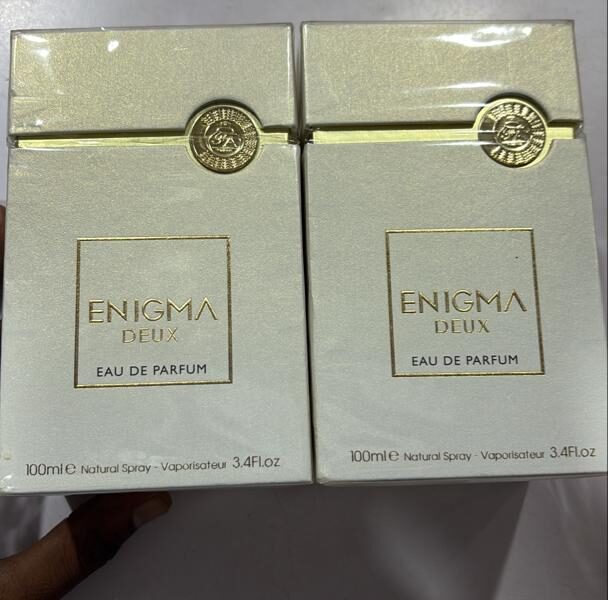 ENIGMA
DEUX
EAU DE PARFUM
100ml e Natural Spray - Vaporisateur 3.4Fl.oz
ENIGMA
DEUX
EAU DE PARFUM
100ml e Natural Spray - Vaporisateur 3.4Fl.oz